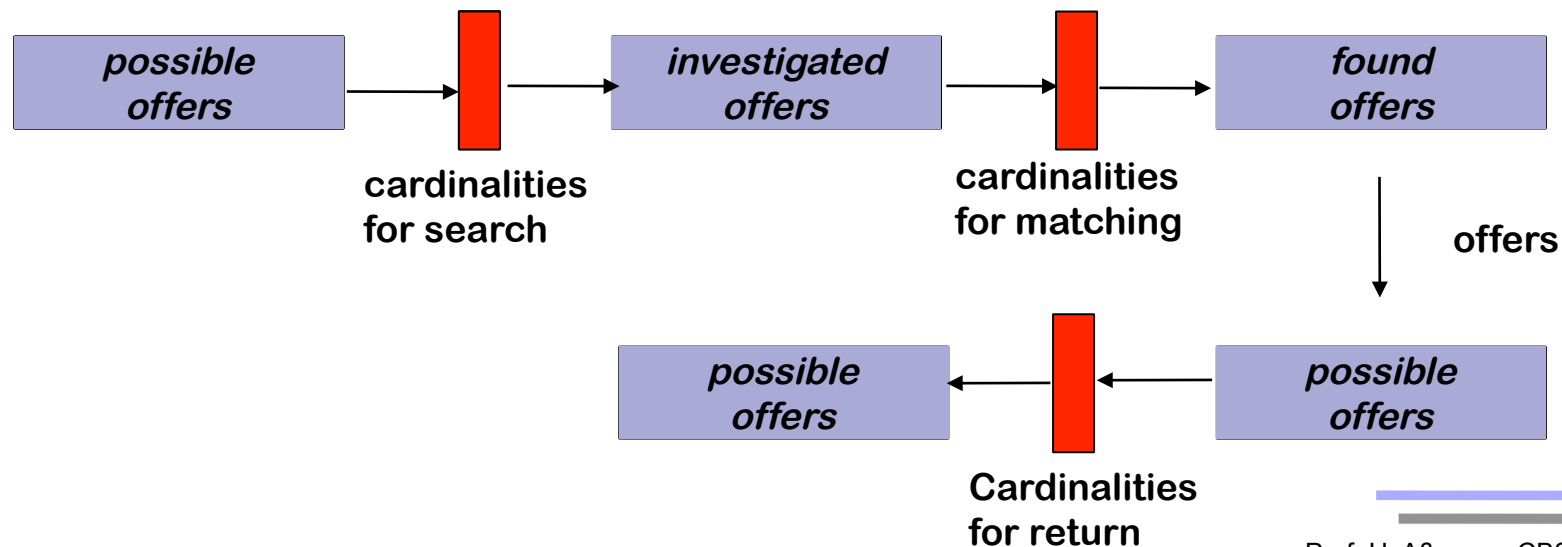 possible
offers
investigated
offers
found
offers
cardinalities
for search
cardinalities
for matching
offers
possible
offers
possible
offers
Cardinalities
for return